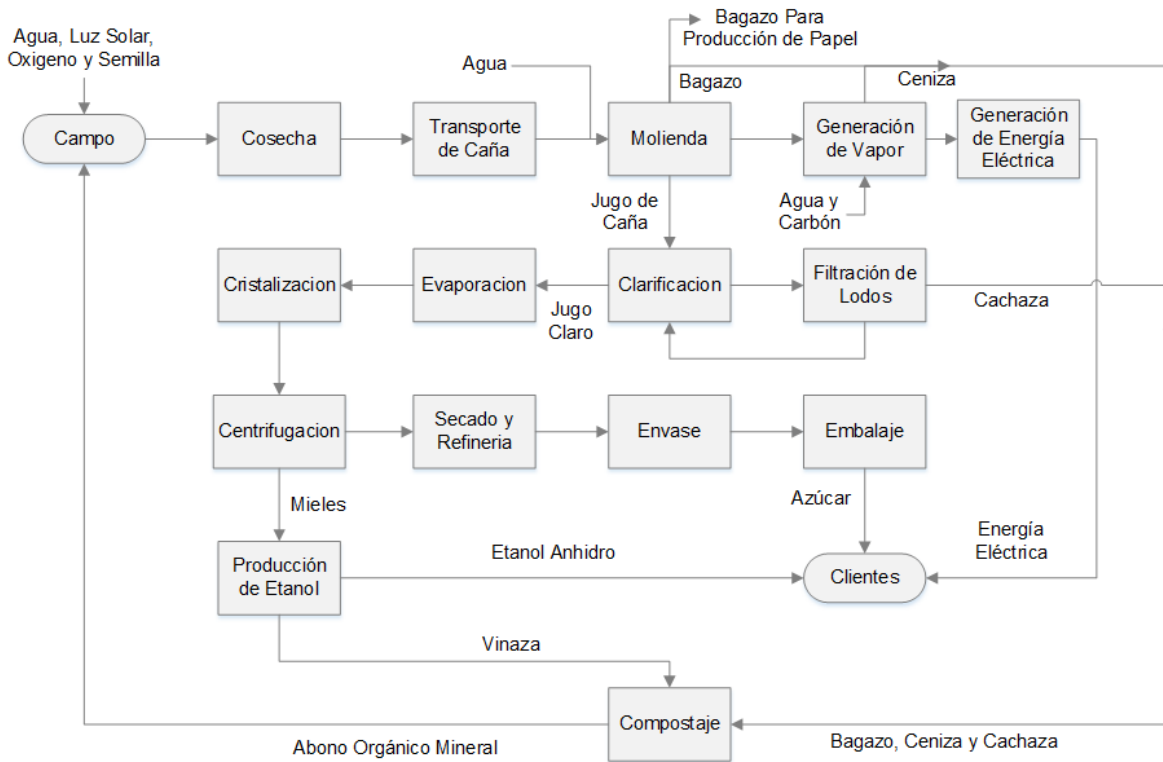 Agua, Luz Solar,
Oxigeno y Semilla
Bagazo Para
Producción de Papel
Agua
Bagazo
Ceniza
Campo
Cosecha
Transporte
de Caña
Molienda
Generación
de Vapor
Generación
de Energía
Eléctrica
Jugo de
Caña
Agua y
Carbón
Cristalizacion
Evaporacion
Clarificacion
Filtración de
Lodos
Jugo
Claro
Cachaza
Centrifugacion
Secado y
Refineria
Envase
Embalaje
Mieles
Azúcar
Energía
Eléctrica
Producción
de Etanol
Etanol Anhidro
Clientes
Vinaza
Compostaje
Abono Orgánico Mineral
Bagazo, Ceniza y Cachaza